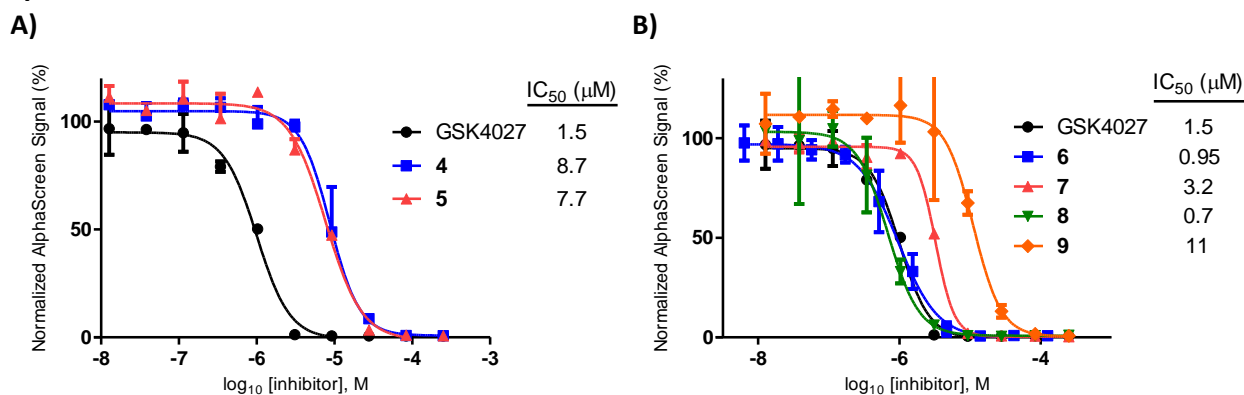 A)
B)
Normalized AlphaScreen Signal (%)
100
50
0
-8 -7 -6 -5 -4 -3
log10 [inhibitor], M
IC50 (μM)
GSK4027 1.5
4 8.7
5 7.7
Normalized AlphaScreen Signal (%)
100
50
0
-8 -6 -4
log10 [inhibitor], M
IC50 (μM)
GSK4027 1.5
6 0.95
7 3.2
8 0.7
9 11